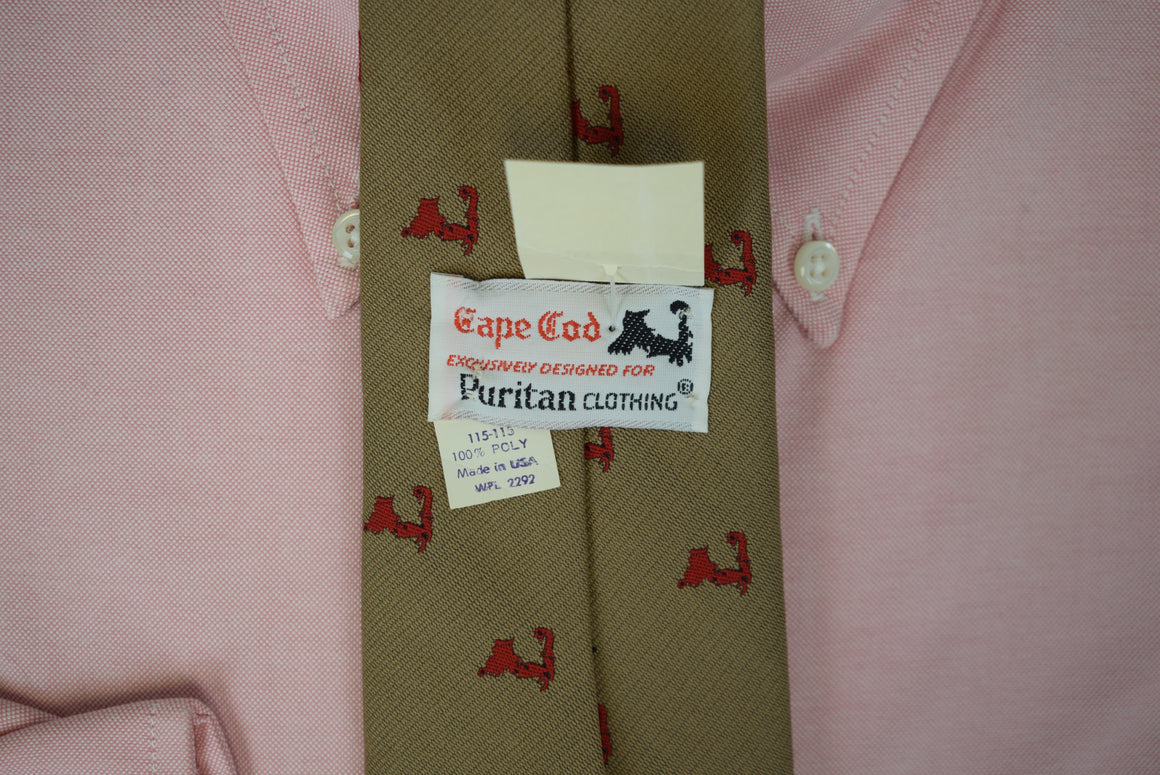 Cape Cod
EXCLUSIVELY DESIGNED FOR
Puritan CLOTHING ®
115-115
100% POLY
Made in USA
WPL 2292